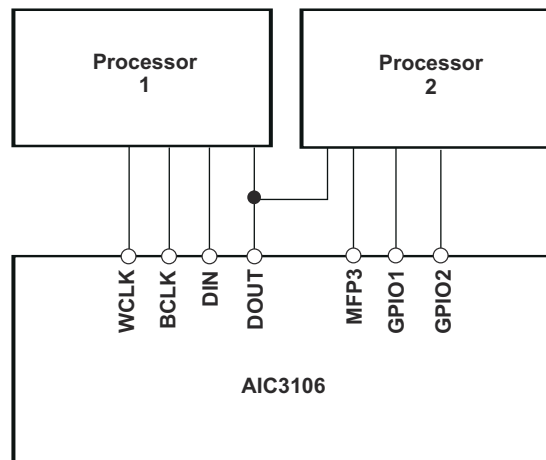 Processor
1
Processor
2
WCLK
BCLK
DIN
DOUT
MFP3
GPIO1
GPIO2
AIC3106